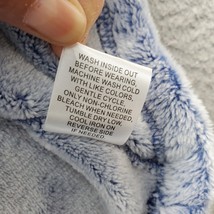 WASH INSIDE OUT
BEFORE WEARING,
MACHINE WASH COLD
WITH LIKE COLORS,
GENTLE CYCLE,
ONLY NON-CHLORINE
BLEACH WHEN NEEDED,
TUMBLE DRY LOW,
COOL IRON ON
REVERSE SIDE
IF NEEDED